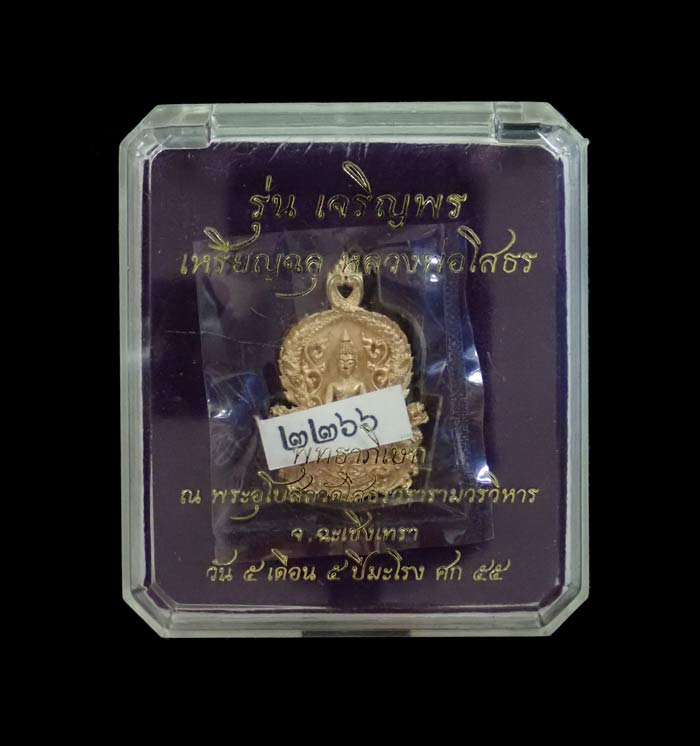 รุ่น เจริญพร
เหรียญฉลุ หลวงพ่อโสธร
๒๒๖๖
พุทธาภิเษก
ณ พระอุโบสถวัดโสธรวรารามวรวิหาร
จ.ฉะเชิงเทรา
วัน ๕ เดือน ๕ ปีมะโรง ศก ๕๕